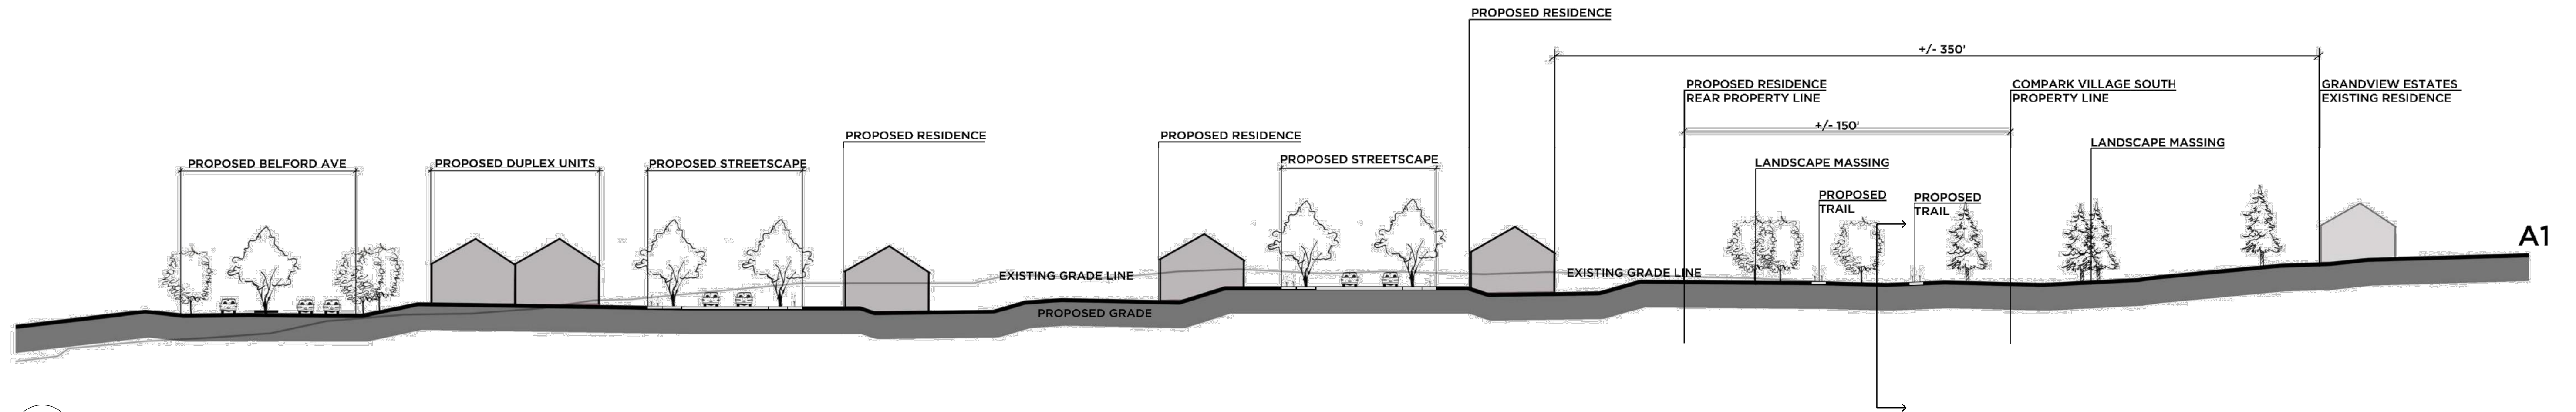 PROPOSED RESIDENCE
+/- 350'
PROPOSED RESIDENCE
REAR PROPERTY LINE
COMPARK VILLAGE SOUTH
PROPERTY LINE
GRANDVIEW ESTATES
EXISTING RESIDENCE
+/- 150'
PROPOSED RESIDENCE
PROPOSED RESIDENCE
LANDSCAPE MASSING
PROPOSED BELFORD AVE
PROPOSED DUPLEX UNITS
PROPOSED STREETSCAPE
PROPOSED STREETSCAPE
LANDSCAPE MASSING
PROPOSED
TRAIL
PROPOSED
TRAIL
A1
EXISTING GRADE LINE
EXISTING GRADE LINE
PROPOSED GRADE